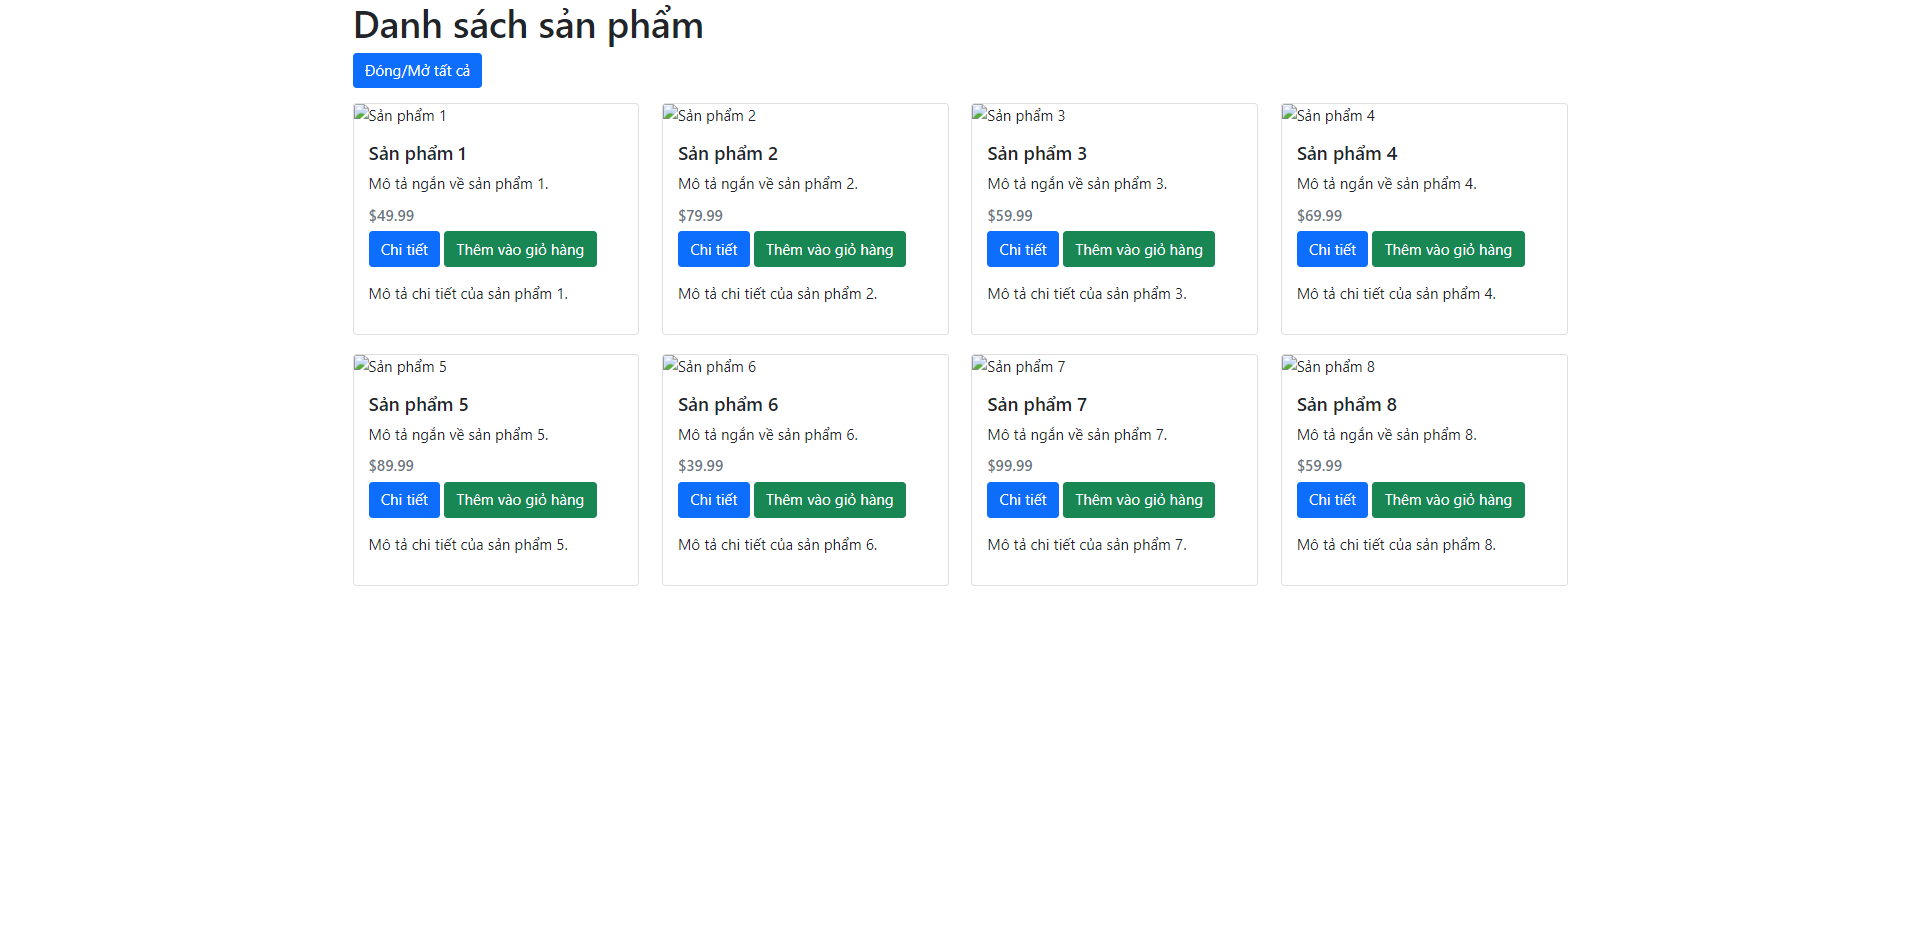 Danh sách sản phẩm
Đóng/Mở tất cả
Sản phẩm 1
Sản phẩm 1
Mô tả ngắn về sản phẩm 1.
$49.99
Chi tiết Thêm vào giỏ hàng
Mô tả chi tiết của sản phẩm 1.
Sản phẩm 2
Sản phẩm 2
Mô tả ngắn về sản phẩm 2.
$79.99
Chi tiết Thêm vào giỏ hàng
Mô tả chi tiết của sản phẩm 2.
Sản phẩm 3
Sản phẩm 3
Mô tả ngắn về sản phẩm 3.
$59.99
Chi tiết Thêm vào giỏ hàng
Mô tả chi tiết của sản phẩm 3.
Sản phẩm 4
Sản phẩm 4
Mô tả ngắn về sản phẩm 4.
$69.99
Chi tiết Thêm vào giỏ hàng
Mô tả chi tiết của sản phẩm 4.
Sản phẩm 5
Sản phẩm 5
Mô tả ngắn về sản phẩm 5.
$89.99
Chi tiết Thêm vào giỏ hàng
Mô tả chi tiết của sản phẩm 5.
Sản phẩm 6
Sản phẩm 6
Mô tả ngắn về sản phẩm 6.
$39.99
Chi tiết Thêm vào giỏ hàng
Mô tả chi tiết của sản phẩm 6.
Sản phẩm 7
Sản phẩm 7
Mô tả ngắn về sản phẩm 7.
$99.99
Chi tiết Thêm vào giỏ hàng
Mô tả chi tiết của sản phẩm 7.
Sản phẩm 8
Sản phẩm 8
Mô tả ngắn về sản phẩm 8.
$59.99
Chi tiết Thêm vào giỏ hàng
Mô tả chi tiết của sản phẩm 8.